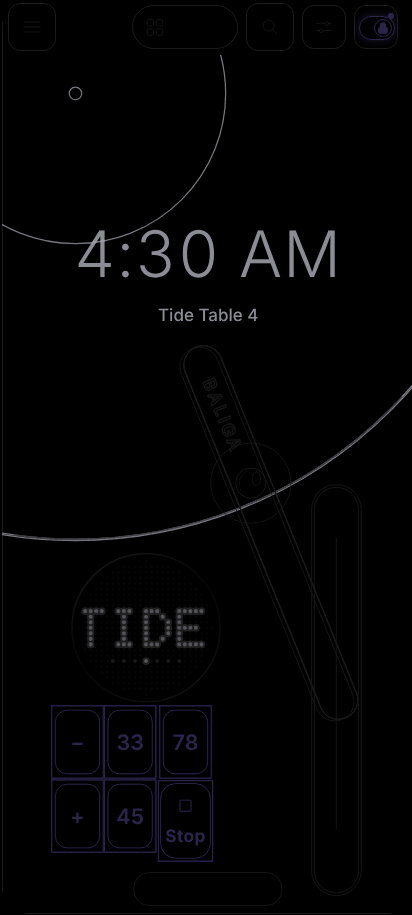 4:30 AM
Tide Table 4
BALIGA
TIDE
− 33 78
+ 45 Stop